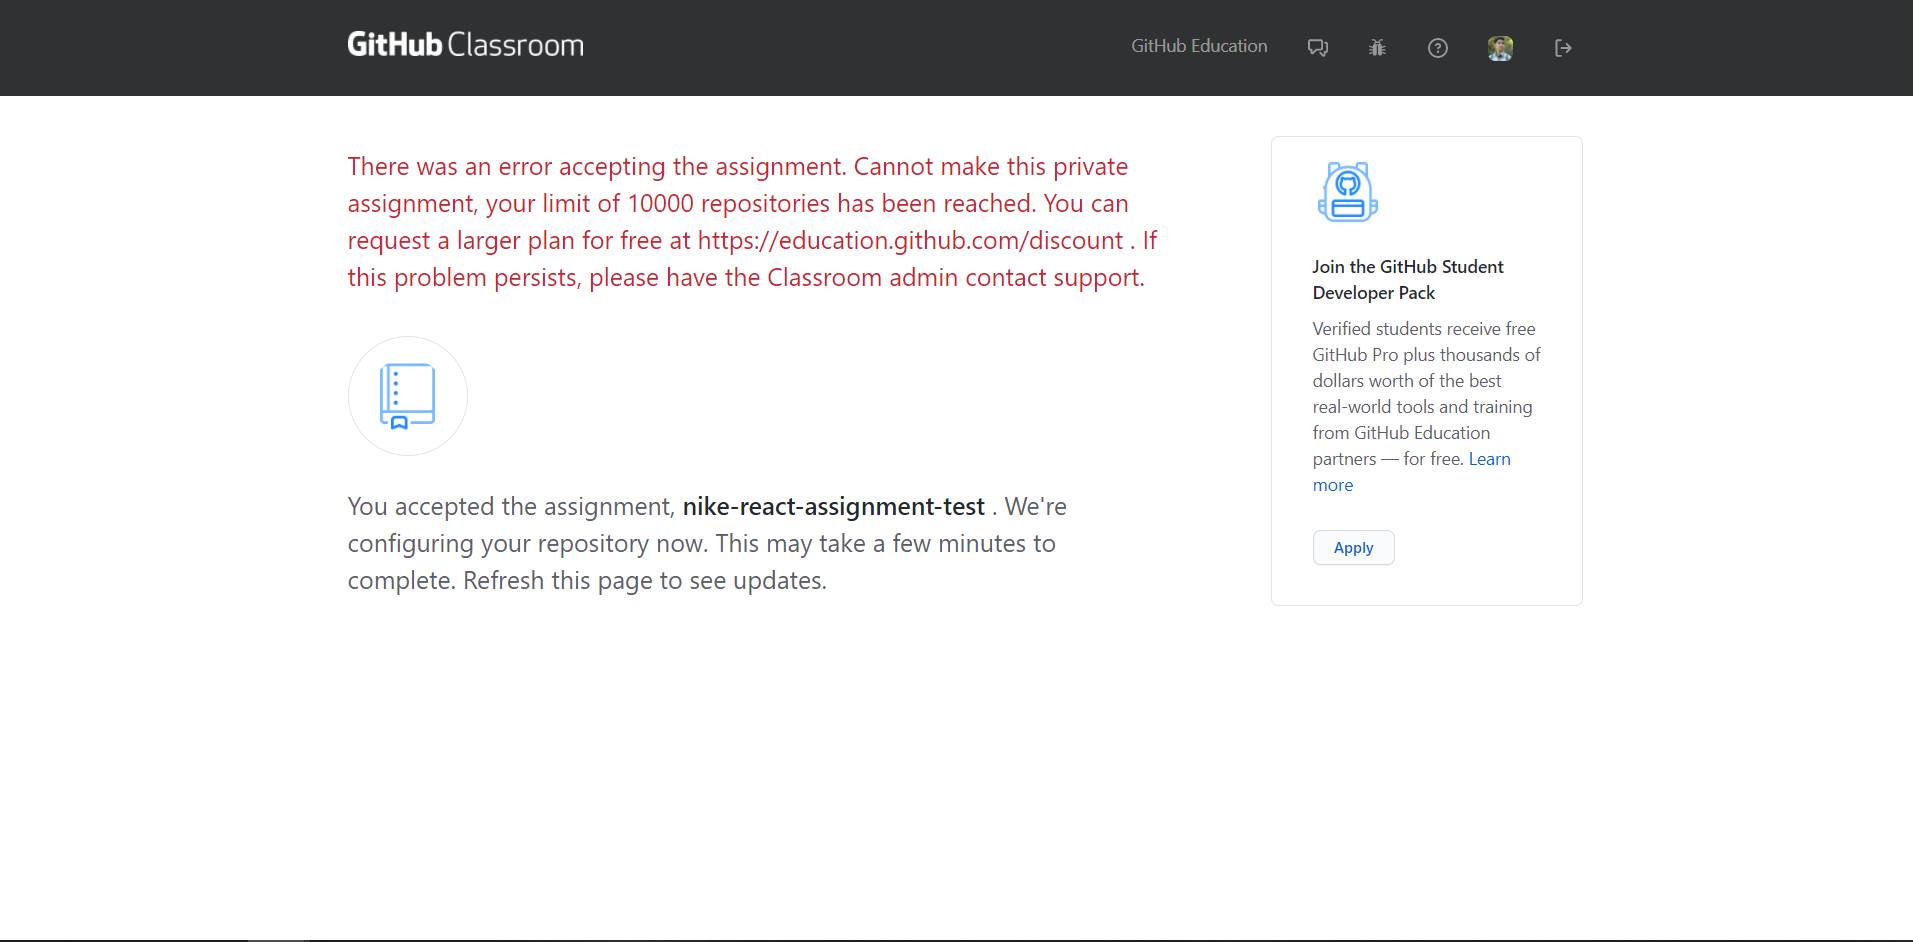 GitHub Classroom
GitHub Education
There was an error accepting the assignment. Cannot make this private
assignment, your limit of 10000 repositories has been reached. You can
request a larger plan for free at https://education.github.com/discount . If
this problem persists, please have the Classroom admin contact support.
You accepted the assignment, nike-react-assignment-test . We're
configuring your repository now. This may take a few minutes to
complete. Refresh this page to see updates.
Join the GitHub Student
Developer Pack
Verified students receive free
GitHub Pro plus thousands of
dollars worth of the best
real-world tools and training
from GitHub Education
partners — for free. Learn
more
Apply